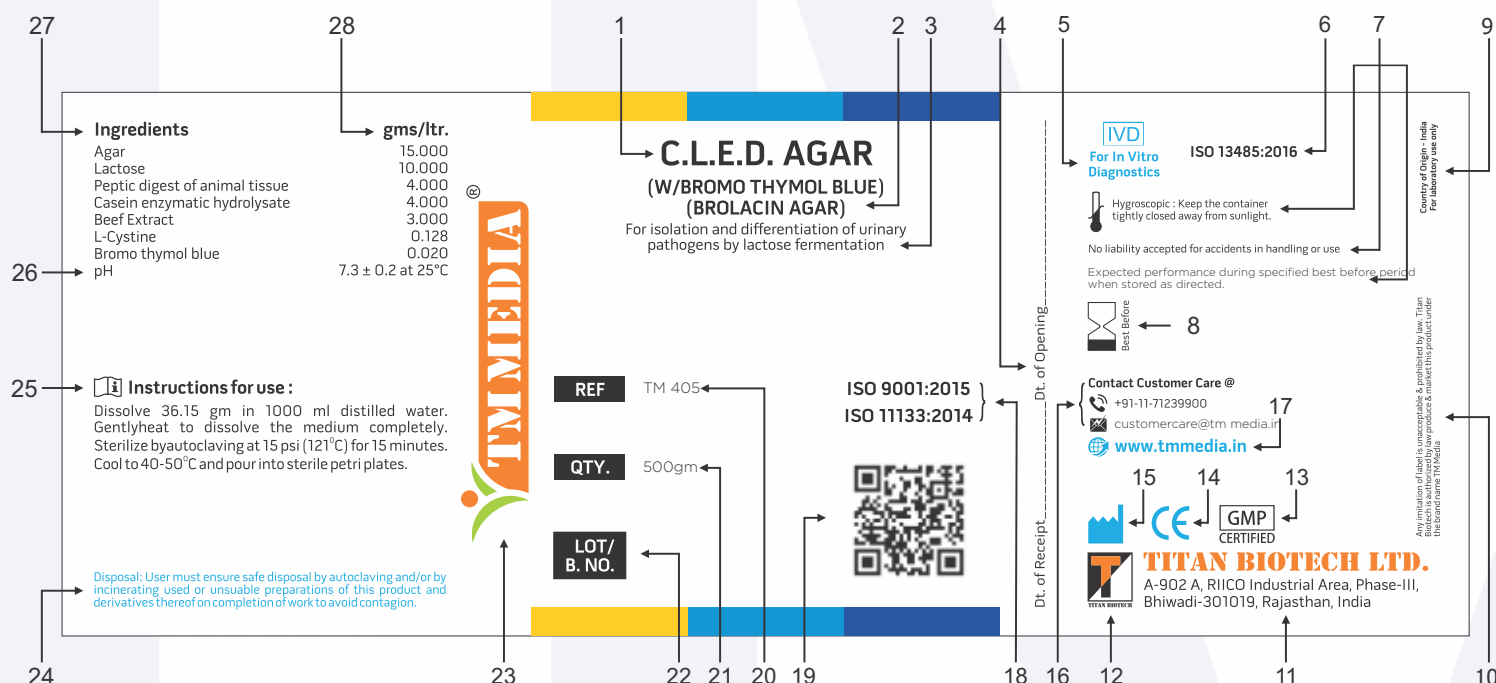 27
28
1
2
3
4
5
6
7
9
Ingredients gms/ltr.
Agar 15.000
Lactose 10.000
Peptic digest of animal tissue 4.000
Casein enzymatic hydrolysate 4.000
Beef Extract 3.000
L-Cystine 0.128
Bromo thymol blue 0.020
26
pH 7.3 ± 0.2 at 25°C
25
Instructions for use :
Dissolve 36.15 gm in 1000 ml distilled water.
Gentlyheat to dissolve the medium completely.
Sterilize byautoclaving at 15 psi (121⁰C) for 15 minutes.
Cool to 40-50⁰C and pour into sterile petri plates.
Disposal: User must ensure safe disposal by autoclaving and/or by
incinerating used or unsuable preparations of this product and
derivatives thereof on completion of work to avoid contagion.
TMMEDIA
®
C.L.E.D. AGAR
(W/BROMO THYMOL BLUE)
(BROLACIN AGAR)
For isolation and differentiation of urinary
pathogens by lactose fermentation
REF TM 405
QTY. 500gm
LOT/
B. NO.
ISO 9001:2015
ISO 11133:2014
Dt. of Receipt Dt. of Opening
IVD
For In Vitro
Diagnostics
ISO 13485:2016
Hygroscopic : Keep the container
tightly closed away from sunlight.
No liability accepted for accidents in handling or use
Expected performance during specified best before period
when stored as directed.
Best Before
8
Contact Customer Care @
+91-11-71239900
17
customercare@tm media.in
www.tmmedia.in
15
14
13
CE
GMP
CERTIFIED
TITAN BIOTECH
TITAN BIOTECH LTD.
A-902 A, RIICO Industrial Area, Phase-III,
Bhiwadi-301019, Rajasthan, India
Country of Origin - India
For laboratory use only
Any imitation of label is unacceptable & prohibited by law. Titan
Biotech is authorized by law produce & market this product under
the brand name TM Media
24
23
22
21
20
19
18
16
12
11
10